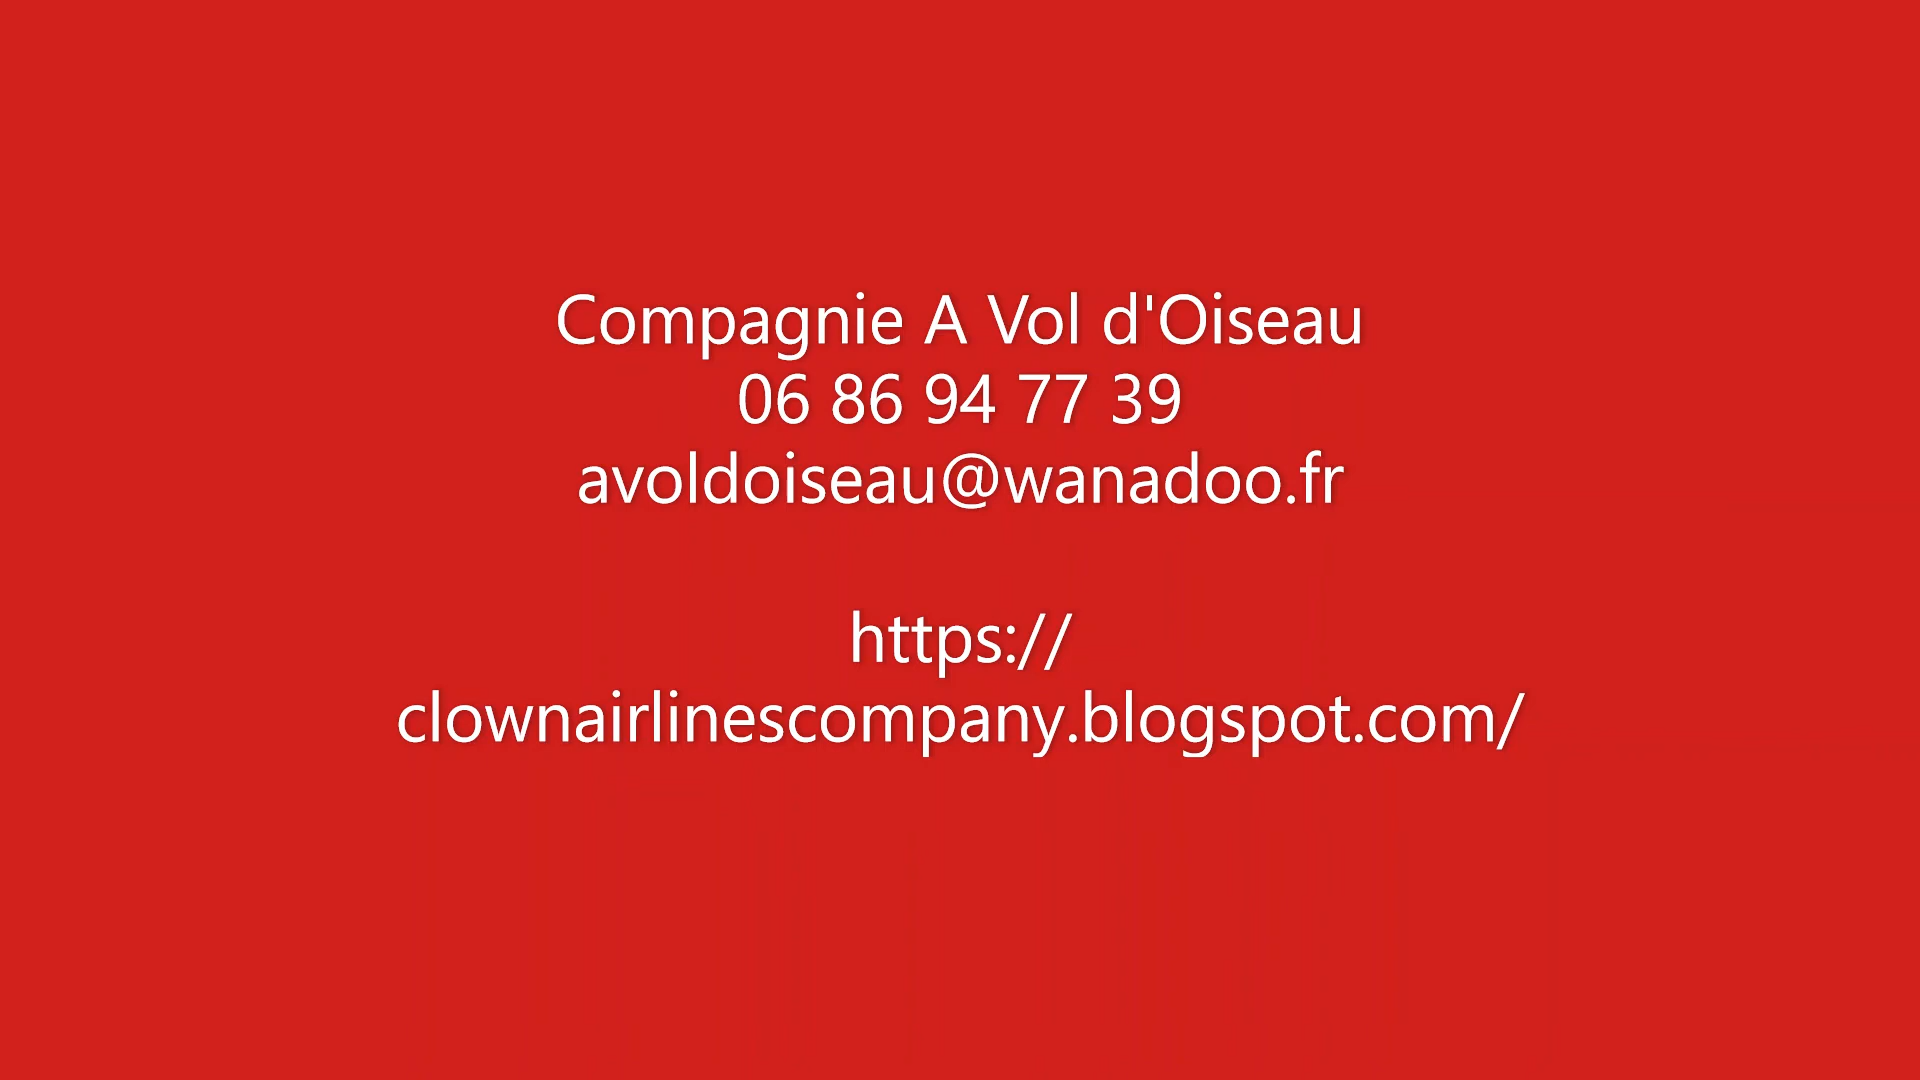 Compagnie A Vol d'Oiseau
06 86 94 77 39
avoldoiseau@wanadoo.fr
https://
clownairlinescompany.blogspot.com/